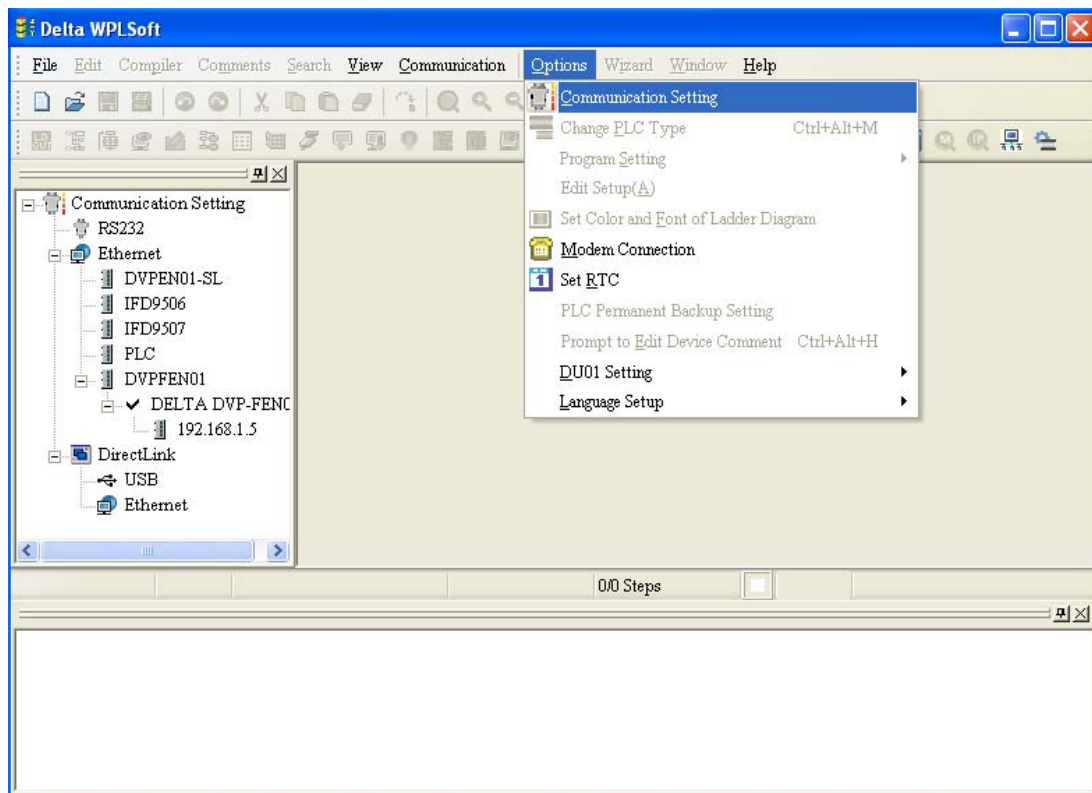 Delta WPLSoft
File Edit Compiler Comments Search View Communication Options Wizard Window Help
Communication Setting
Change PLC Type Ctrl+Alt+M
Program Setting
Edit Setup(A)
Set Color and Font of Ladder Diagram
Modem Connection
1 Set RTC
PLC Permanent Backup Setting
Prompt to Edit Device Comment Ctrl+Alt+H
DU01 Setting
Language Setup
Communication Setting
RS232
Ethernet
DVPEN01-SL
IFD9506
IFD9507
PLC
DVPFEN01
DELTA DVP-FEN0
192.168.1.5
DirectLink
USB
Ethernet
0/0 Steps